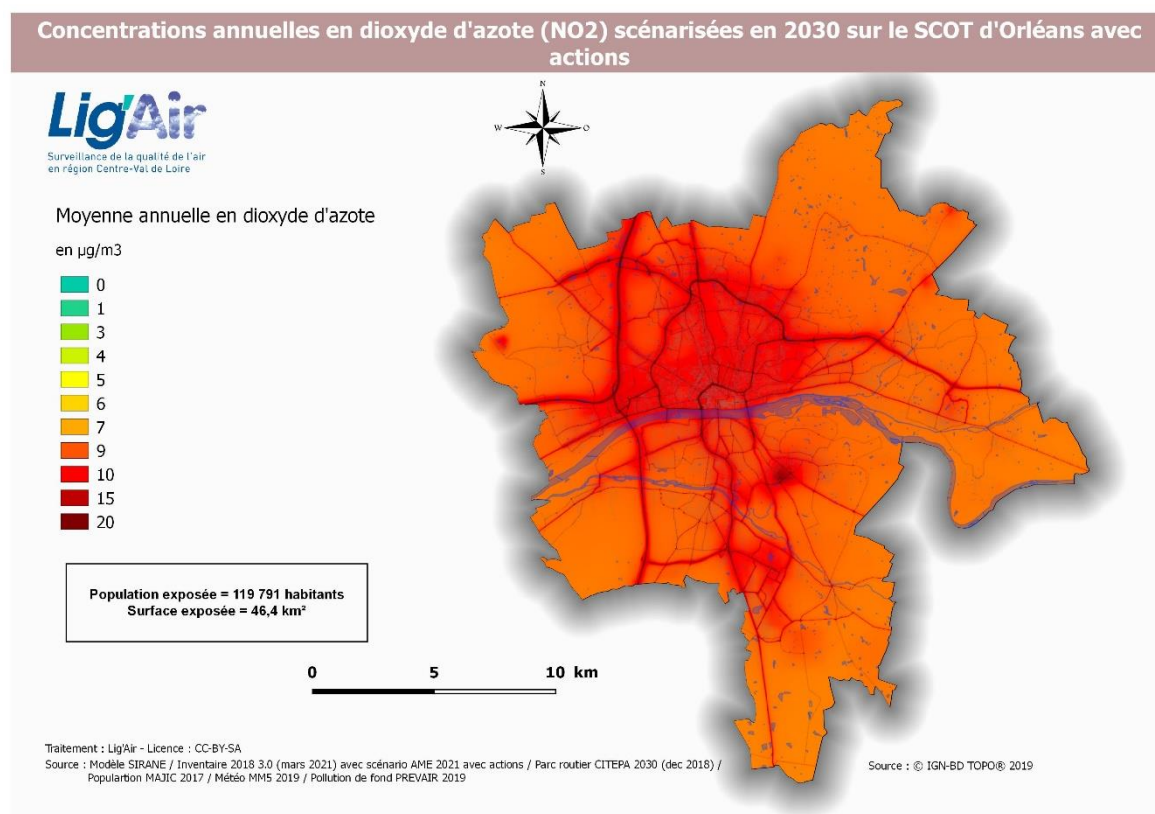 Concentrations annuelles en dioxyde d'azote (NO2) scénarisées en 2030 sur le SCOT d'Orléans avec
actions
Lig'Air
Surveillance de la qualité de l'air
en région Centre-Val de Loire
N
W
O
S
Moyenne annuelle en dioxyde d'azote
en µg/m3
0
1
3
4
5
6
7
9
10
15
20
Population exposée = 119 791 habitants
Surface exposée = 46,4 km²
0 5 10 km
Traitement : Lig'Air - Licence : CC-BY-SA
Source : Modèle SIRANE / Inventaire 2018 3.0 (mars 2021) avec scénario AME 2021 avec actions / Parc routier CITEPA 2030 (dec 2018) /
Populartion MAJIC 2017 / Météo MM5 2019 / Pollution de fond PREVAIR 2019
Source : © IGN-BD TOPO® 2019